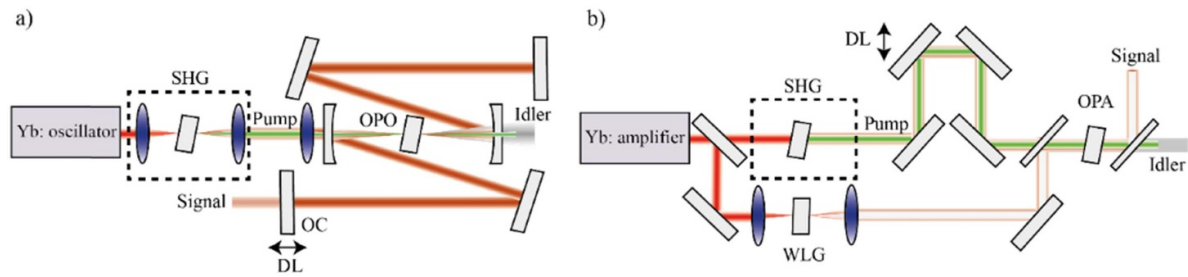 a)
SHG
Yb: oscillator
Pump
OPO
Idler
Signal
OC
DL
b)
DL
Signal
SHG
OPA
Yb: amplifier
Pump
Idler
WLG